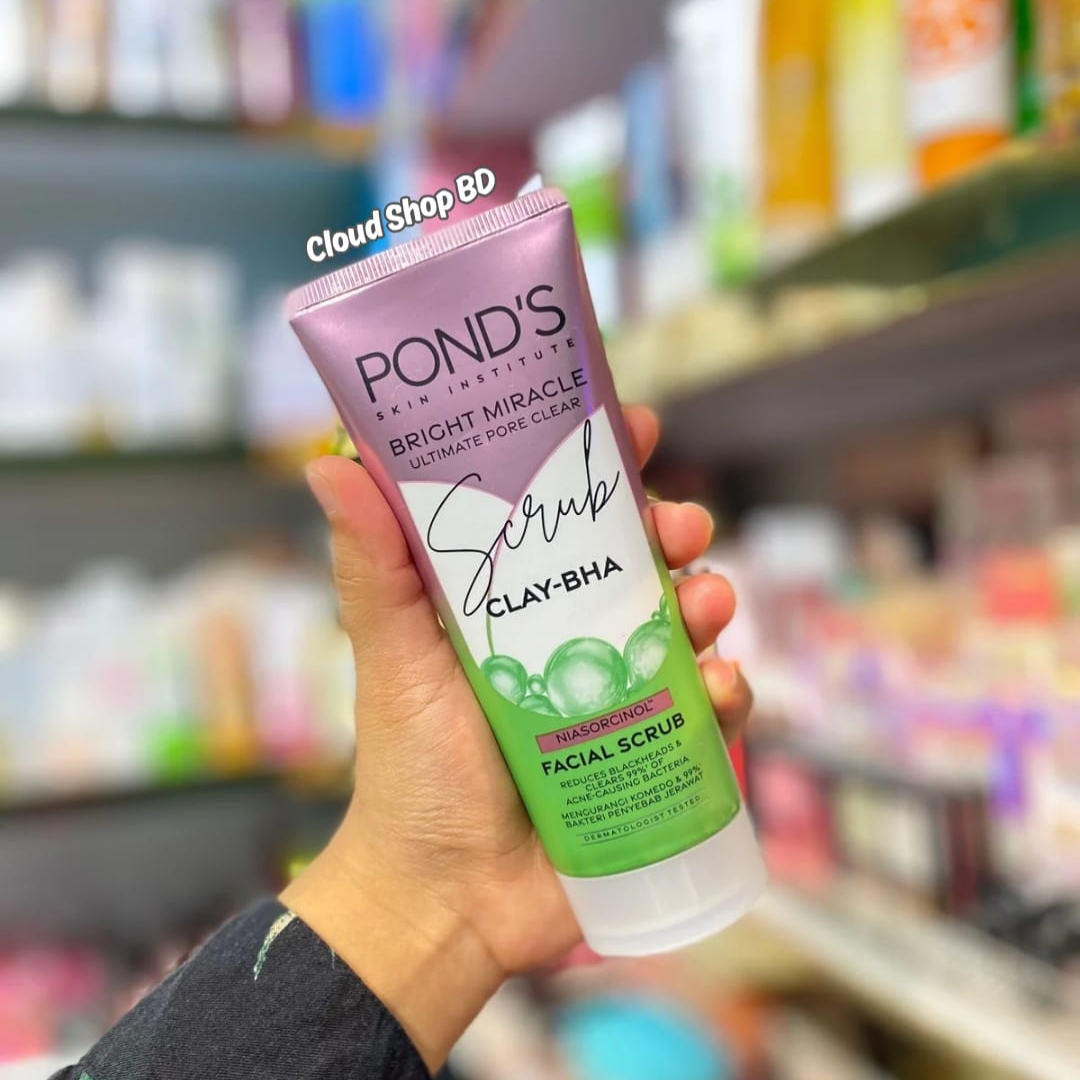 Cloud Shop BD
POND'S
SKIN INSTITUTE
BRIGHT MIRACLE
ULTIMATE PORE CLEAR
Scrub
CLAY-BHA
NIASORCINOL™
FACIAL SCRUB
REDUCES BLACKHEADS &
CLEARS 99%* OF
ACNE-CAUSING BACTERIA
MENGURANGI KOMEDO & 99%*
BAKTERI PENYEBAB JERAWAT
DERMATOLOGIST TESTED